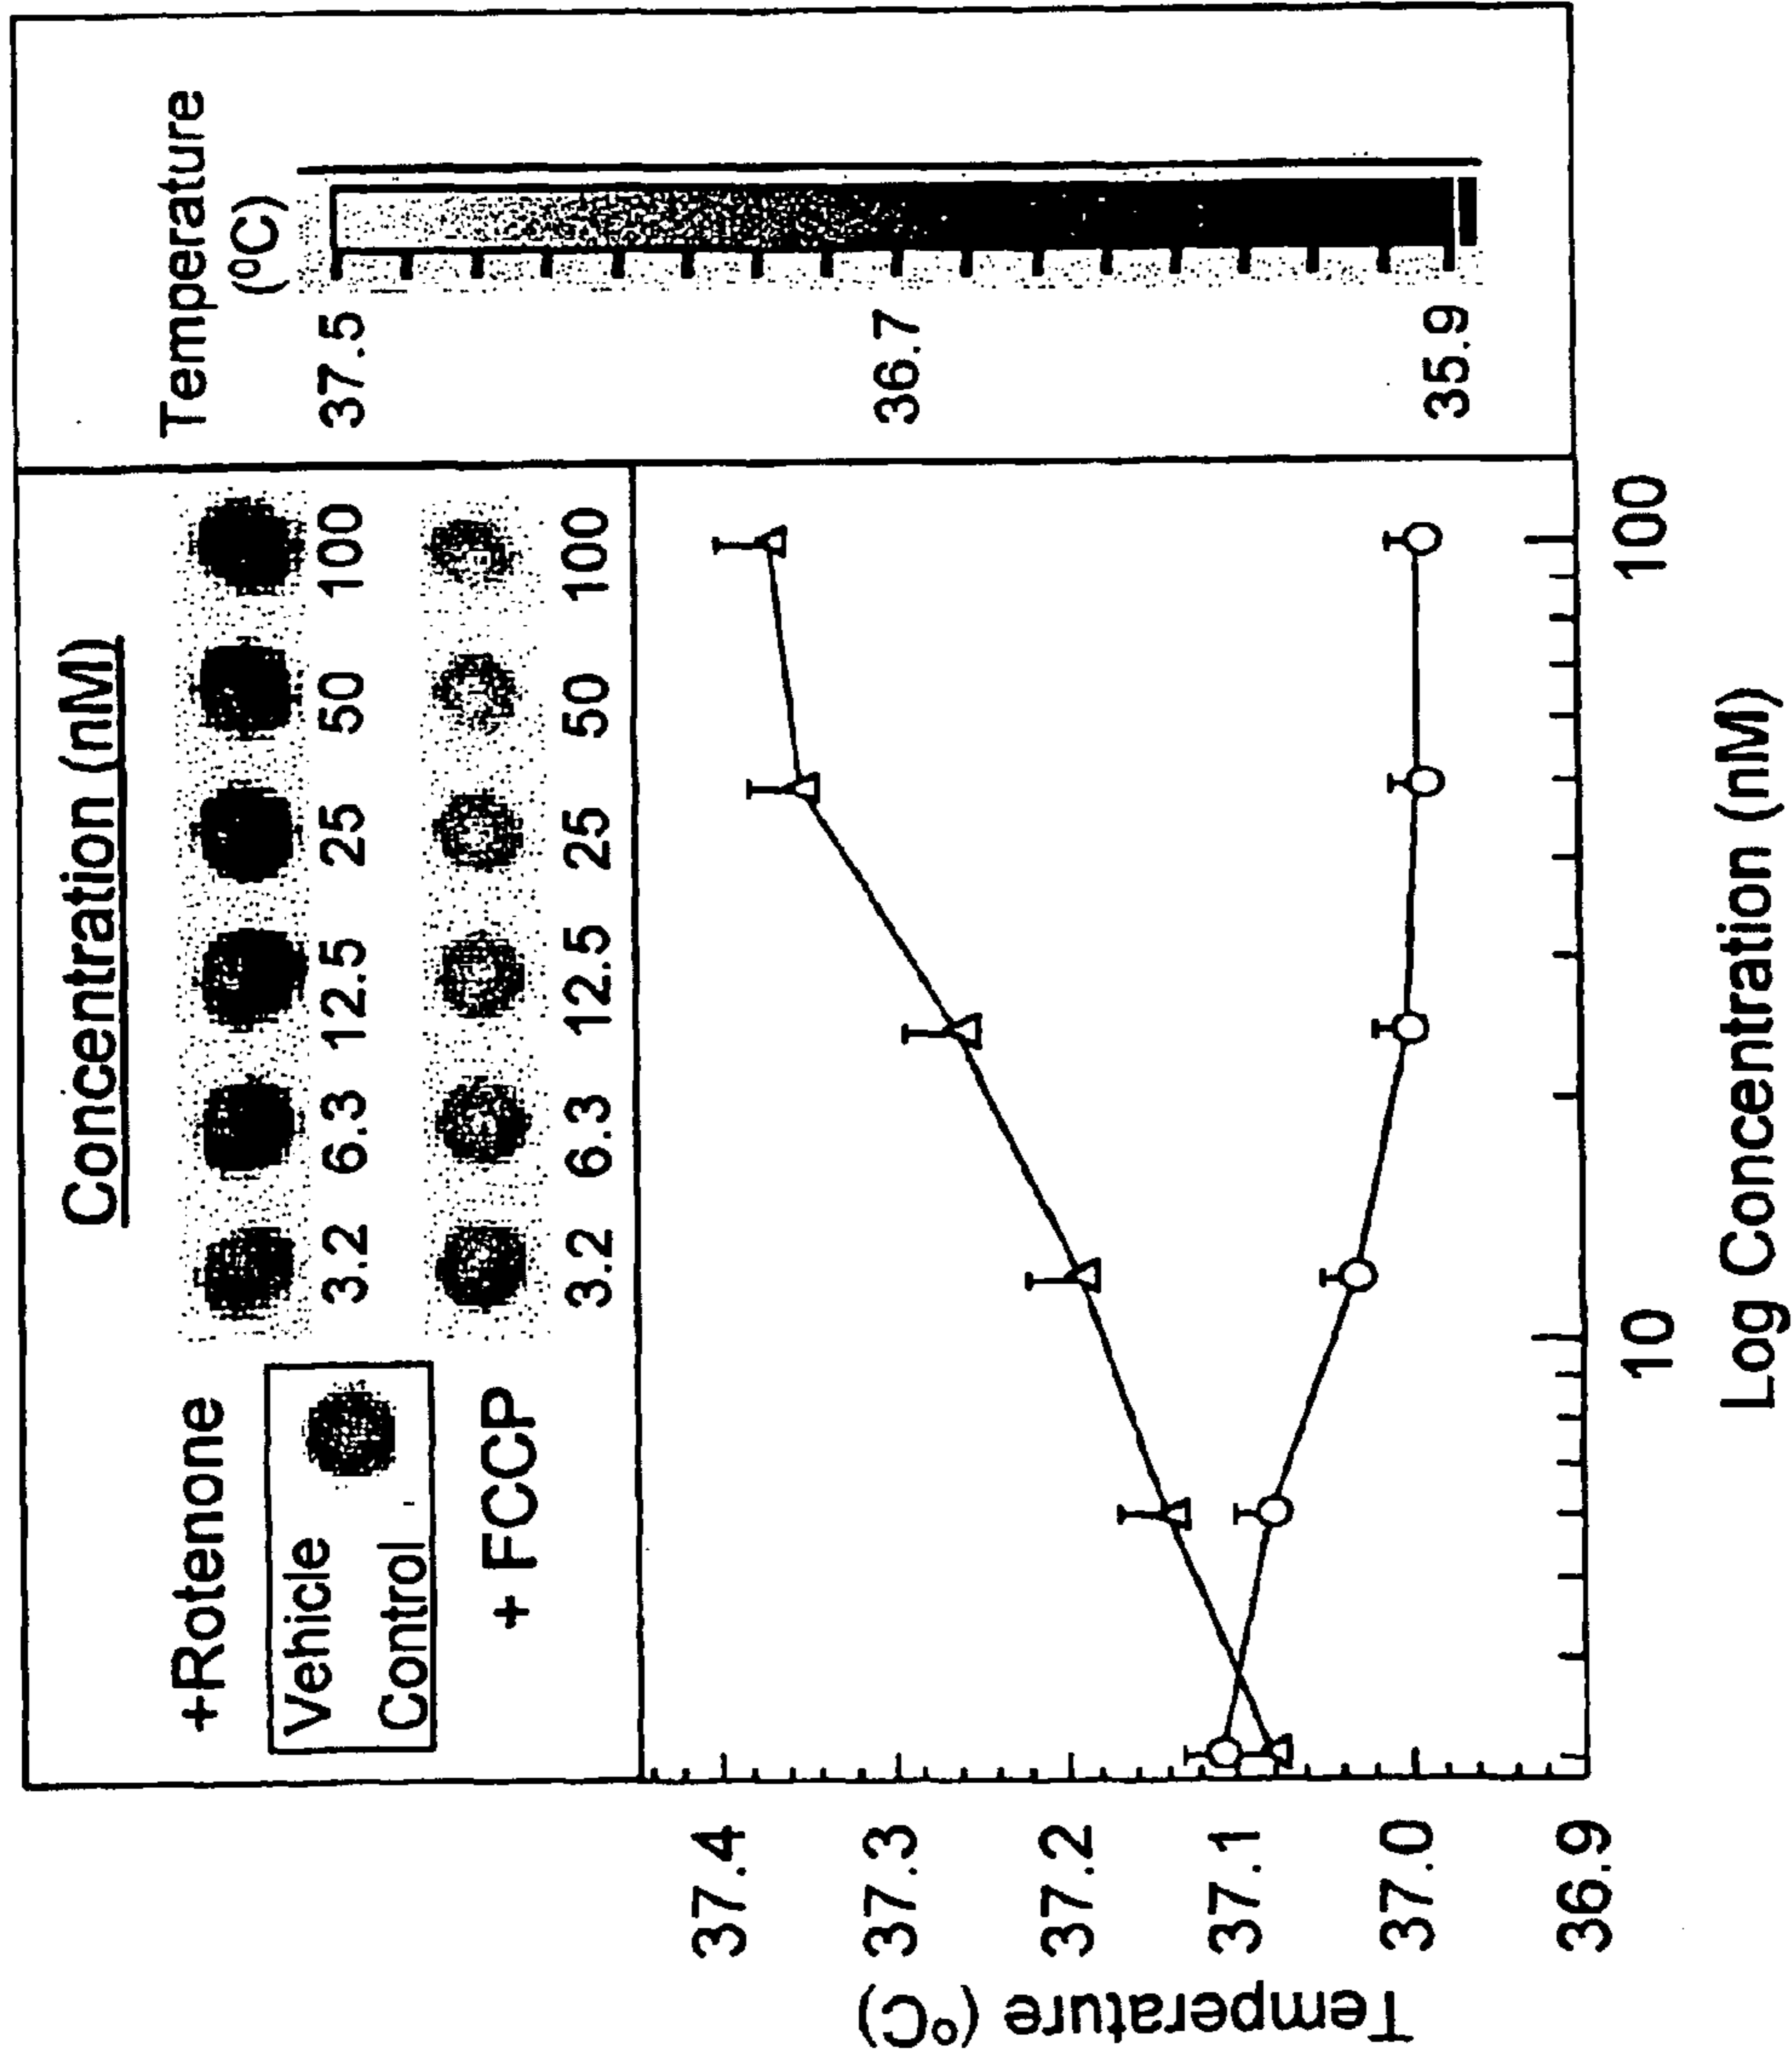 Concentration (nM)
+Rotenone
3.2 6.3 12.5 25 50 100
Vehicle
Control
+ FCCP
3.2 6.3 12.5 25 50 100
Temperature
(ºC)
37.5
36.7
35.9
Temperature (ºC)
37.4
37.3
37.2
37.1
37.0
36.9
10 100
Log Concentration (nM)